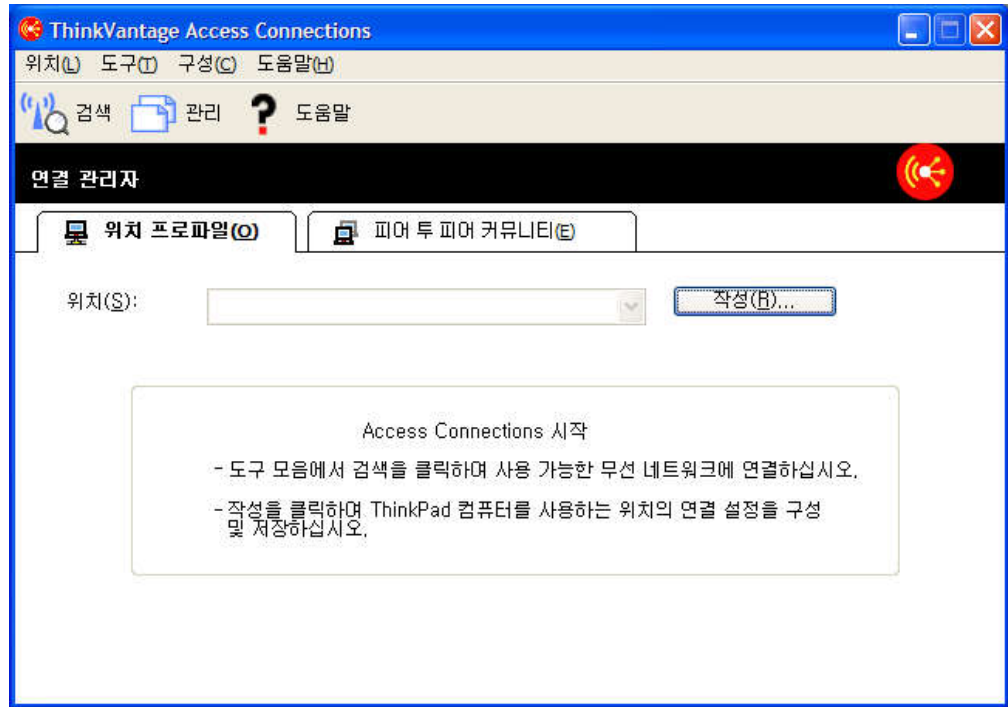 ThinkVantage Access Connections
위치(L) 도구(T) 구성(C) 도움말(H)
검색 관리 도움말
연결 관리자
위치 프로파일(O) 피어 투 피어 커뮤니티(E)
위치(S): 작성(R)...
Access Connections 시작
- 도구 모음에서 검색을 클릭하여 사용 가능한 무선 네트워크에 연결하십시오.
- 작성을 클릭하여 ThinkPad 컴퓨터를 사용하는 위치의 연결 설정을 구성
및 저장하십시오.